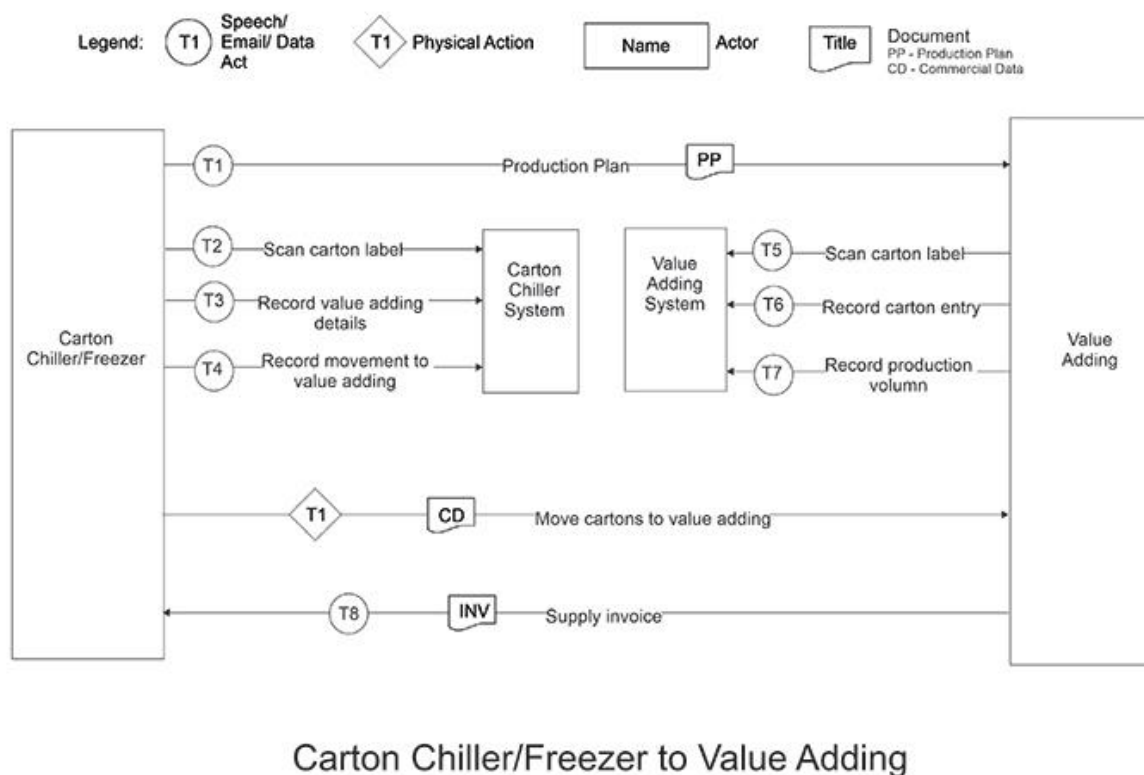 Legend:
T1
Speech/
Email/ Data
Act
T1
Physical Action
Name
Actor
Title
Document
PP - Production Plan
CD - Commercial Data
Carton
Chiller/Freezer
T1
Production Plan
PP
T2
Scan carton label
T3
Record value adding
details
T4
Record movement to
value adding
Carton
Chiller
System
Value
Adding
System
T5
Scan carton label
T6
Record carton entry
T7
Record production
volumn
Value
Adding
T1
CD
Move cartons to value adding
T8
INV
Supply invoice
Carton Chiller/Freezer to Value Adding